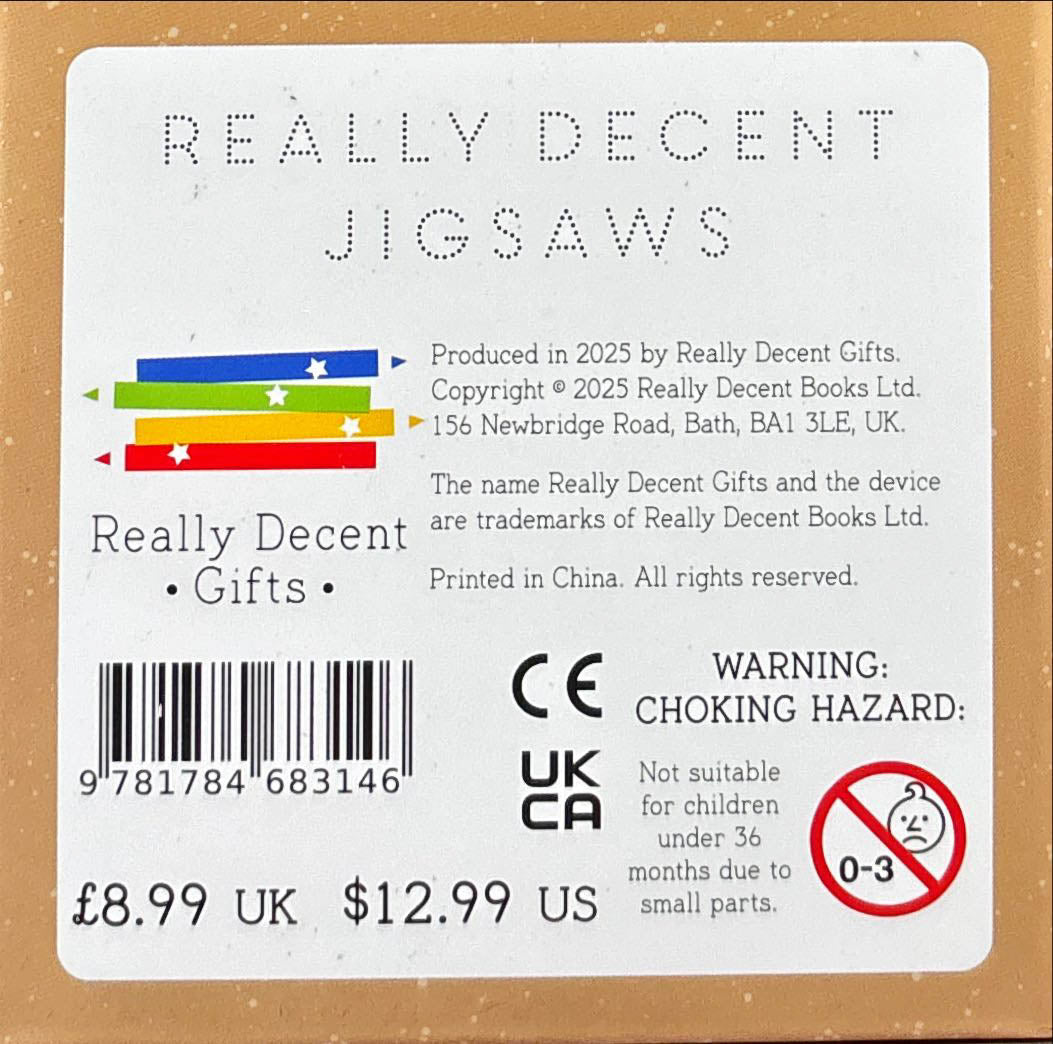 REALLY DECENT
JIGSAWS
Produced in 2025 by Really Decent Gifts.
Copyright © 2025 Really Decent Books Ltd.
156 Newbridge Road, Bath, BA1 3LE, UK.
The name Really Decent Gifts and the device
are trademarks of Really Decent Books Ltd.
Printed in China. All rights reserved.
Really Decent
• Gifts •
9 781784 683146
CE
UK
CA
WARNING:
CHOKING HAZARD:
Not suitable
for children
under 36
months due to
small parts.
0-3
£8.99 UK $12.99 US